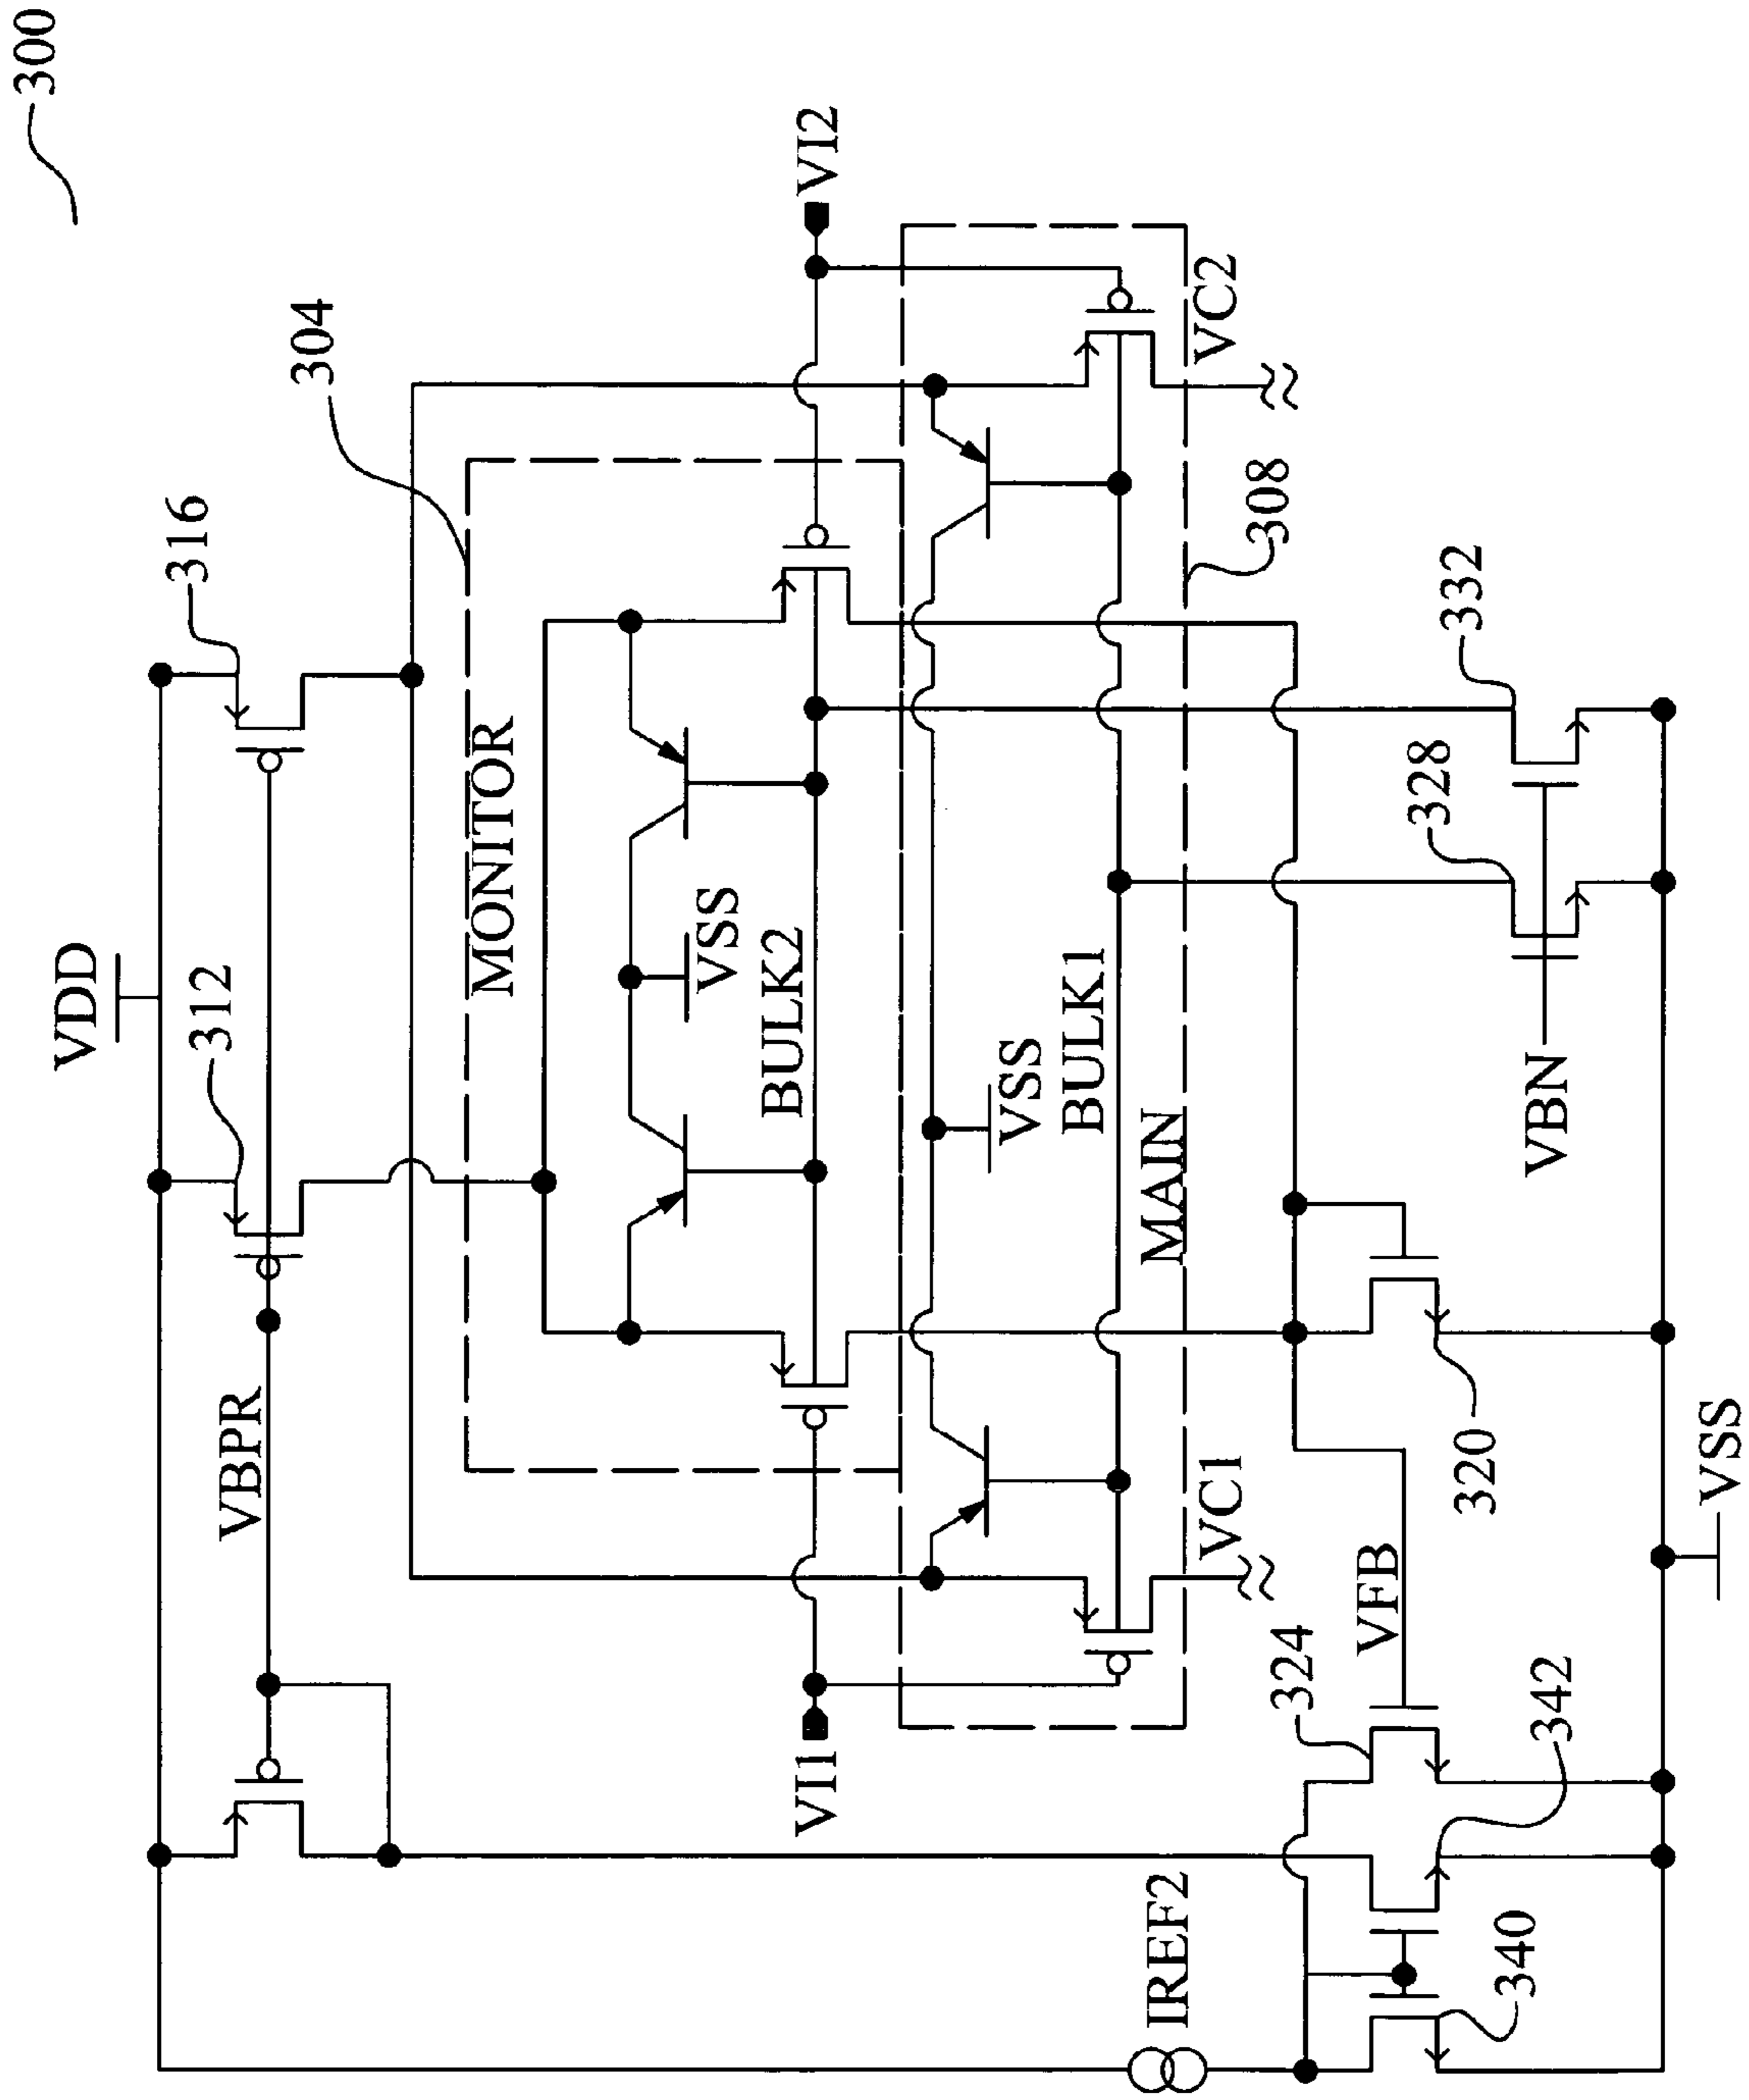 300
VDD
312
316
304
VBPR
MONITOR
VSS
BULK2
VI1
VI2
VSS
BULK1
MAIN
308
VC1
VC2
IREF2
324
VFB
342
340
320
328
332
VBN
VSS